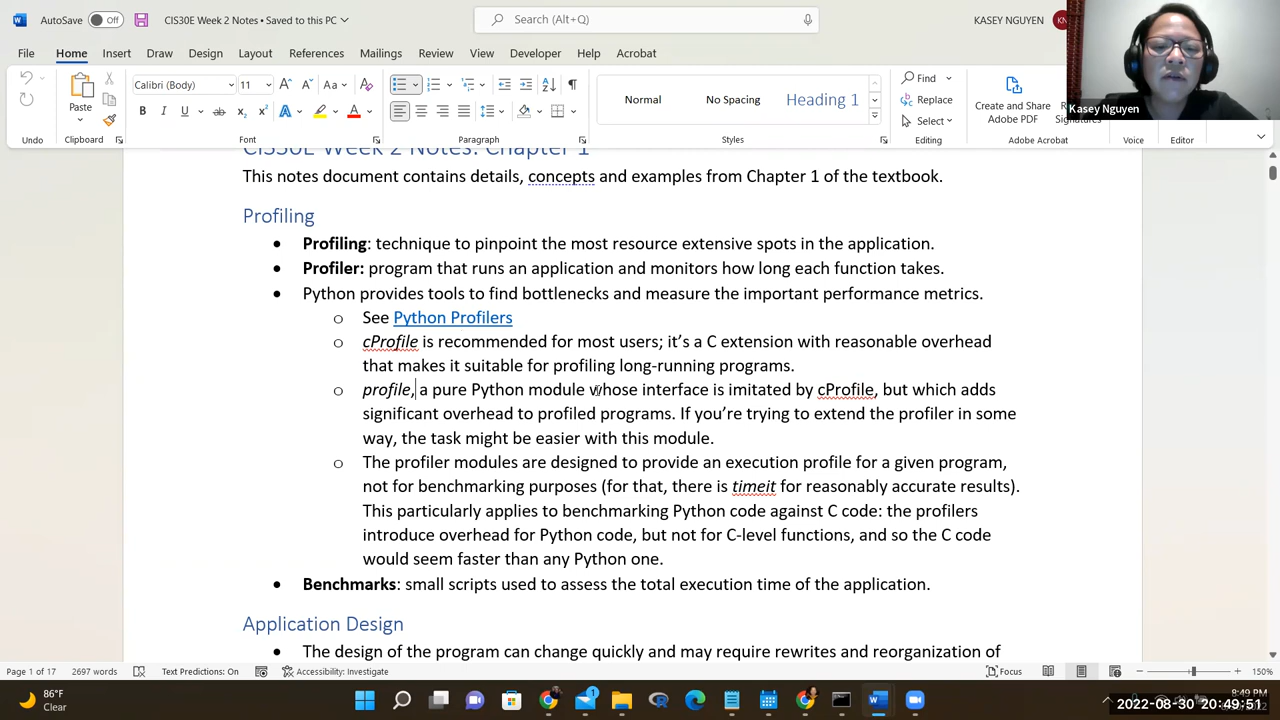 AutoSave Off CIS30E Week 2 Notes • Saved to this PC Search (Alt+Q) KASEY NGUYEN KN
File Home Insert Draw Design Layout References Mailings Review View Developer Help Acrobat
Calibri (Body) 11 Find
Paste Normal No Spacing Heading 1 Replace Create and Share
Select Adobe PDF Signatures
Kasey Nguyen
Undo Clipboard Font Paragraph Styles Editing Adobe Acrobat Voice Editor
CIS30E Week 2 Notes: Chapter 1
This notes document contains details, concepts and examples from Chapter 1 of the textbook.
Profiling
• Profiling: technique to pinpoint the most resource extensive spots in the application.
• Profiler: program that runs an application and monitors how long each function takes.
• Python provides tools to find bottlenecks and measure the important performance metrics.
o See Python Profilers
o cProfile is recommended for most users; it's a C extension with reasonable overhead
that makes it suitable for profiling long-running programs.
o profile, a pure Python module whose interface is imitated by cProfile, but which adds
significant overhead to profiled programs. If you're trying to extend the profiler in some
way, the task might be easier with this module.
o The profiler modules are designed to provide an execution profile for a given program,
not for benchmarking purposes (for that, there is timeit for reasonably accurate results).
This particularly applies to benchmarking Python code against C code: the profilers
introduce overhead for Python code, but not for C-level functions, and so the C code
would seem faster than any Python one.
• Benchmarks: small scripts used to assess the total execution time of the application.
Application Design
• The design of the program can change quickly and may require rewrites and reorganization of
Page 1 of 17 2697 words Text Predictions: On Accessibility: Investigate Focus 150%
86°F
Clear
8:49 PM
2022-08-30 20:49:51